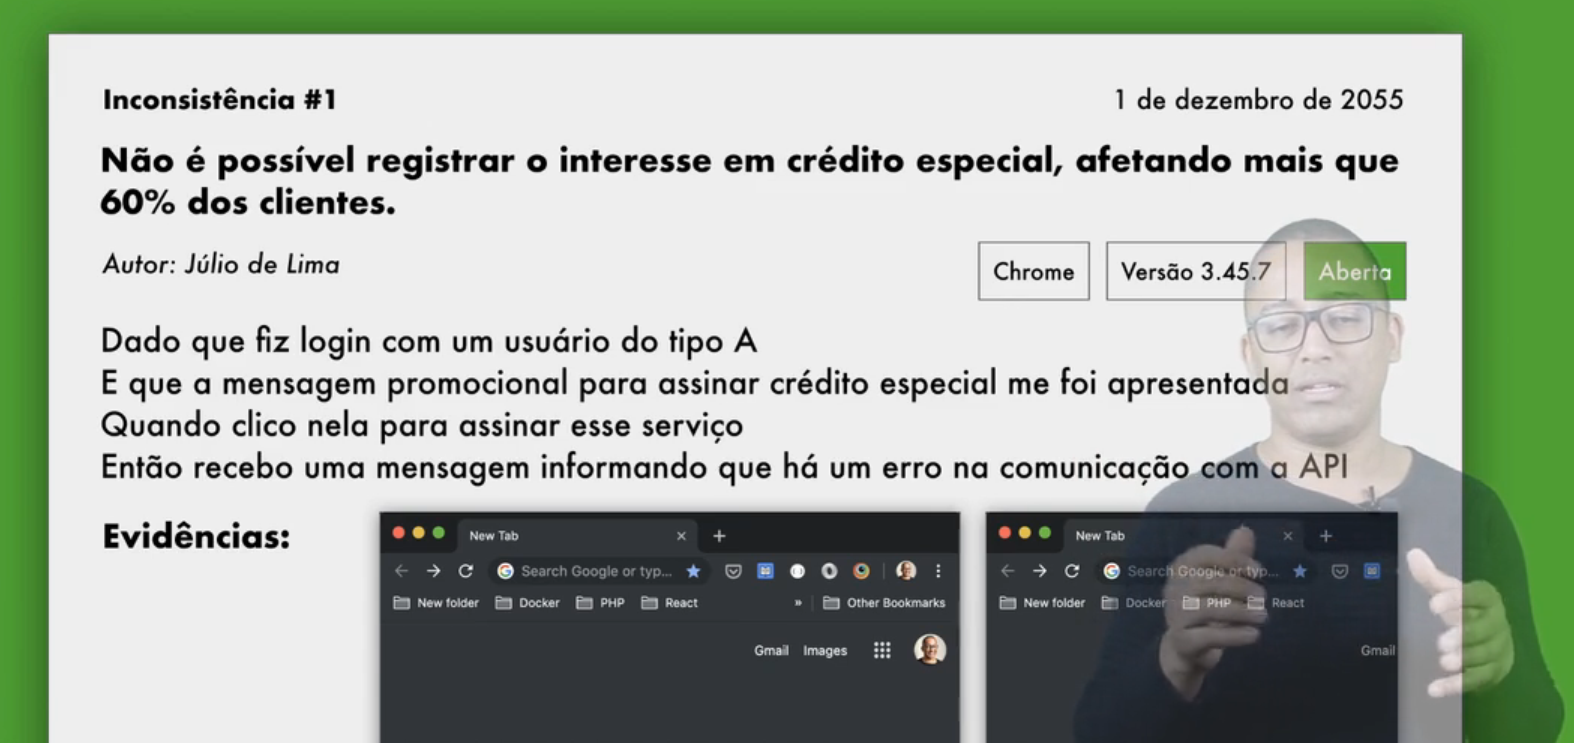 Inconsistência #1
1 de dezembro de 2055
Não é possível registrar o interesse em crédito especial, afetando mais que
60% dos clientes.
Autor: Júlio de Lima
Chrome
Versão 3.45.7
Aberta
Dado que fiz login com um usuário do tipo A
E que a mensagem promocional para assinar crédito especial me foi apresentada
Quando clico nela para assinar esse serviço
Então recebo uma mensagem informando que há um erro na comunicação com a API
Evidências:
New Tab
Search Google or typ...
New folder Docker PHP React » Other Bookmarks
Gmail Images
New Tab
Search Google or typ...
New folder Docker PHP React
Gmail